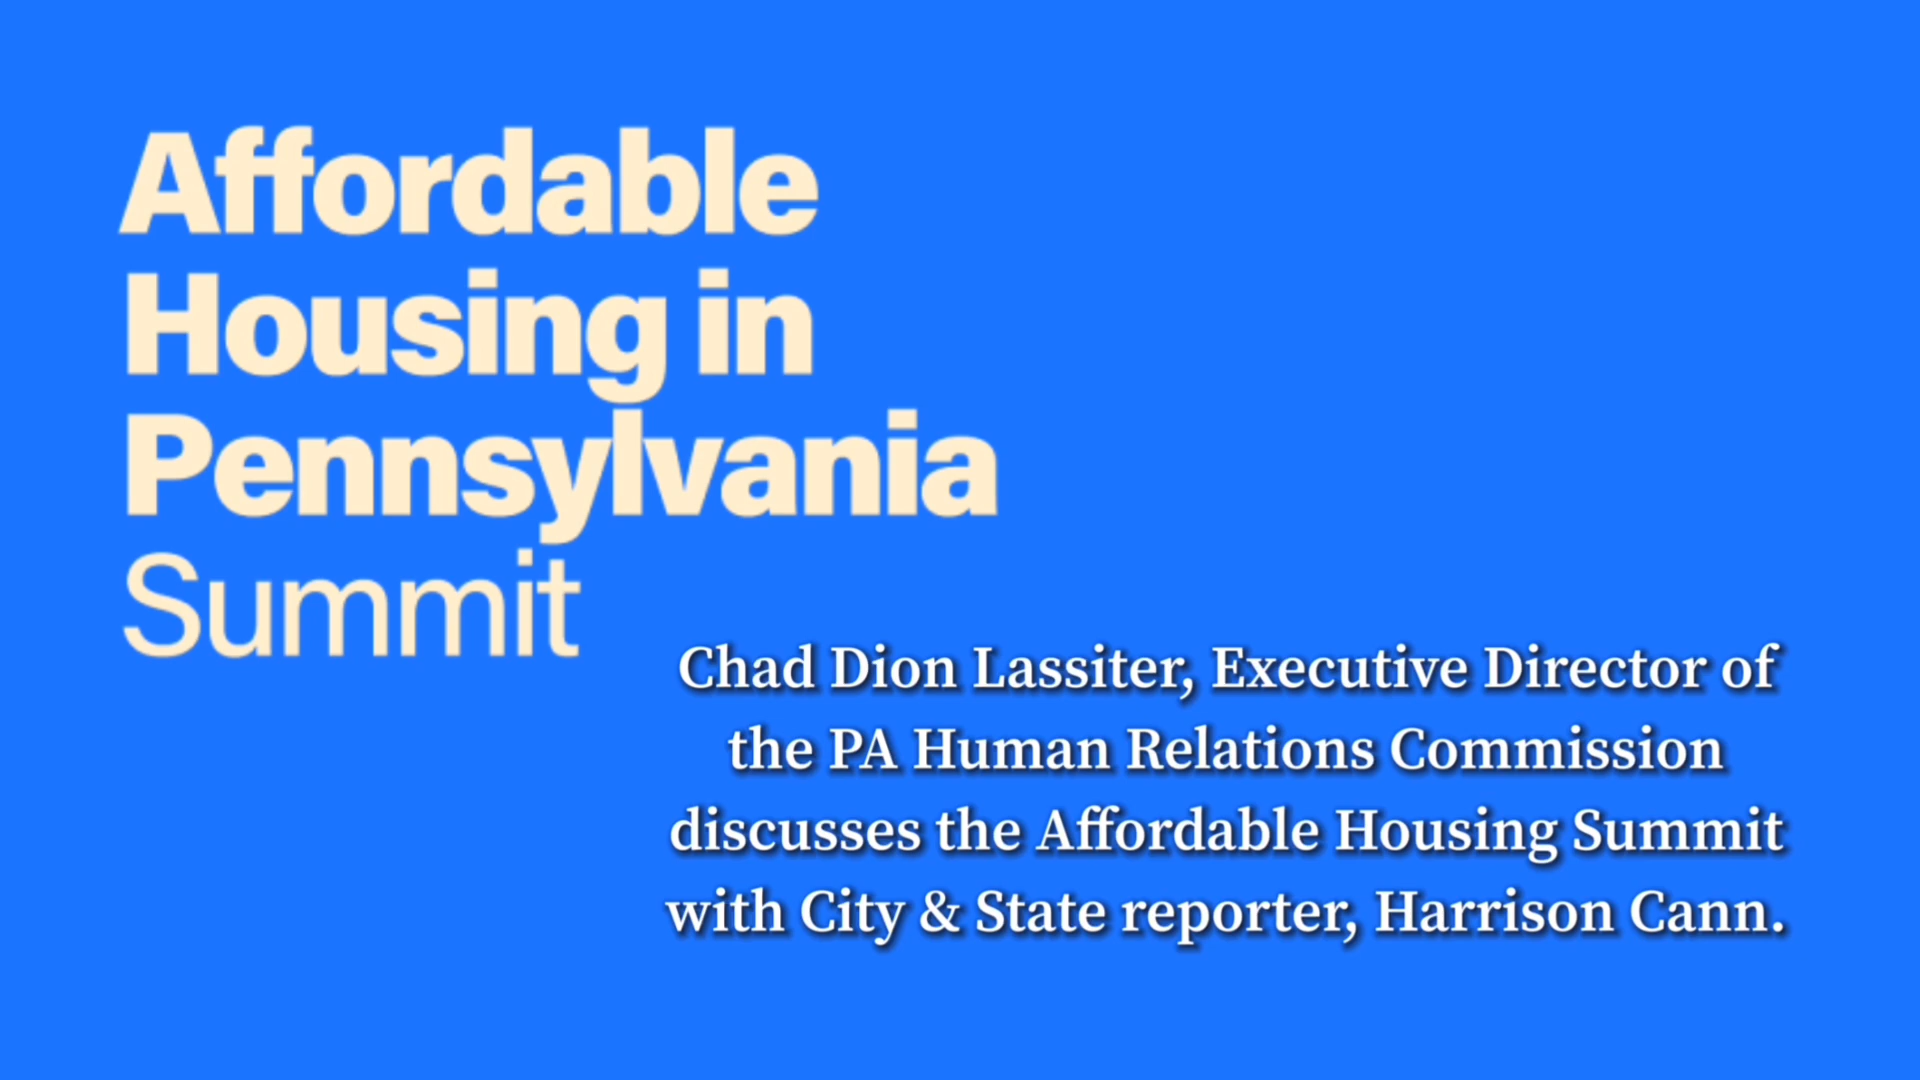 Affordable
Housing in
Pennsylvania
Summit
Chad Dion Lassiter, Executive Director of
the PA Human Relations Commission
discusses the Affordable Housing Summit
with City & State reporter, Harrison Cann.